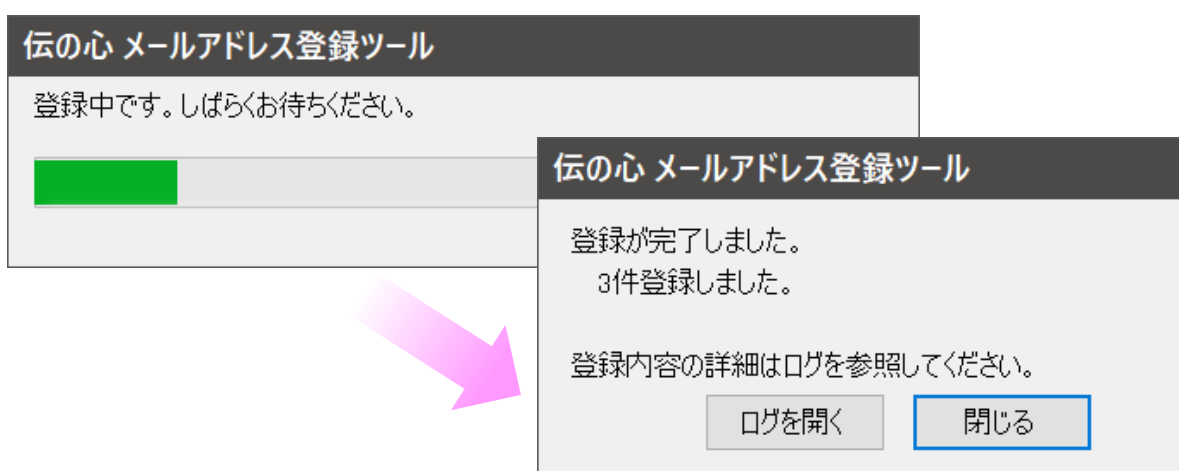 伝の心 メールアドレス登録ツール
登録中です。しばらくお待ちください。
伝の心 メールアドレス登録ツール
登録が完了しました。
3件登録しました。
登録内容の詳細はログを参照してください。
ログを開く
閉じる